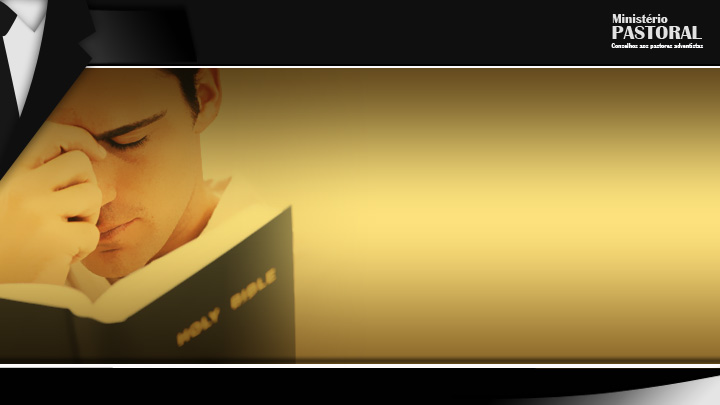 Ministério
PASTORAL
Conselhos aos pastores adventistas
HOLY BIBLE